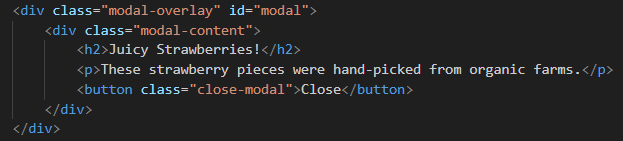 <div class="modal-overlay" id="modal">
    <div class="modal-content">
        <h2>Juicy Strawberries!</h2>
        <p>These strawberry pieces were hand-picked from organic farms.</p>
        <button class="close-modal">Close</button>
    </div>
</div>